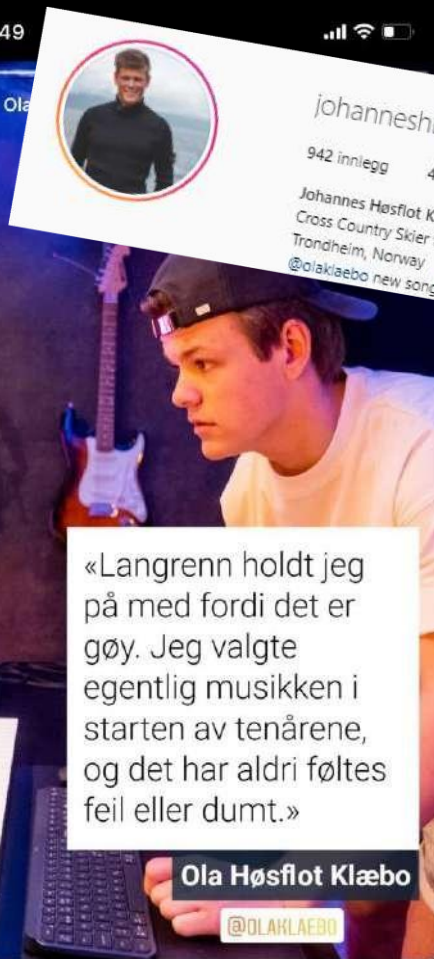 49
Ola
johannesh
942 innlegg
4
Johannes Høsflot K
Cross Country Skier
Trondheim, Norway
@olaklaebo new song
«Langrenn holdt jeg
på med fordi det er
gøy. Jeg valgte
egentlig musikken i
starten av tenårene,
og det har aldri føltes
feil eller dumt.»
Ola Høsflot Klæbo
@OLAKLAEBO